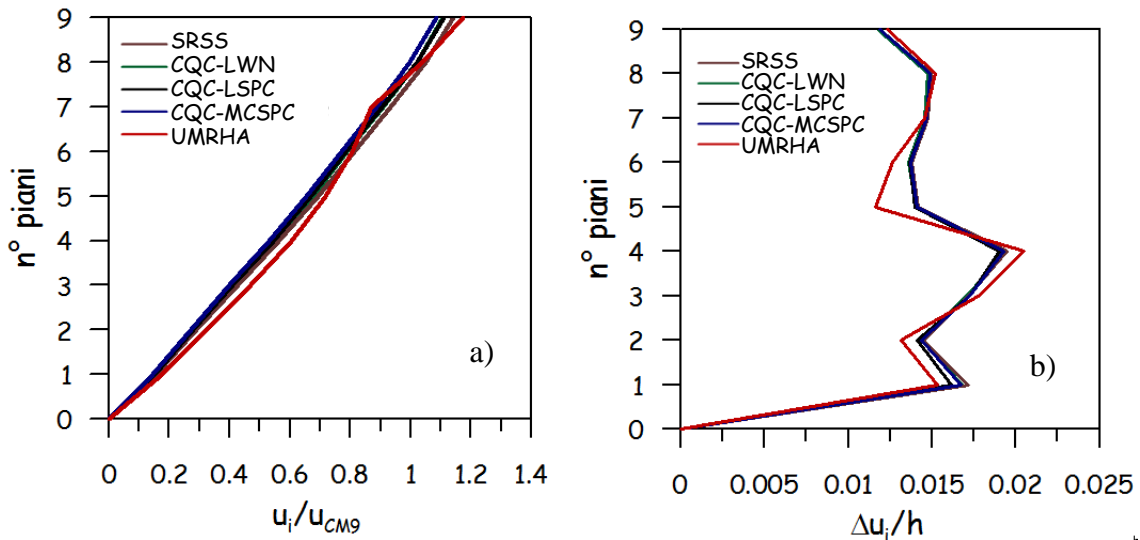 SRSS
CQC-LWN
CQC-LSPC
CQC-MCSPC
UMRHA
n° piani
9
8
7
6
5
4
3
2
1
0
a)
0 0.2 0.4 0.6 0.8 1 1.2 1.4
ui/uCM9
SRSS
CQC-LWN
CQC-LSPC
CQC-MCSPC
UMRHA
n° piani
9
8
7
6
5
4
3
2
1
0
b)
0 0.005 0.01 0.015 0.02 0.025
Δui/h